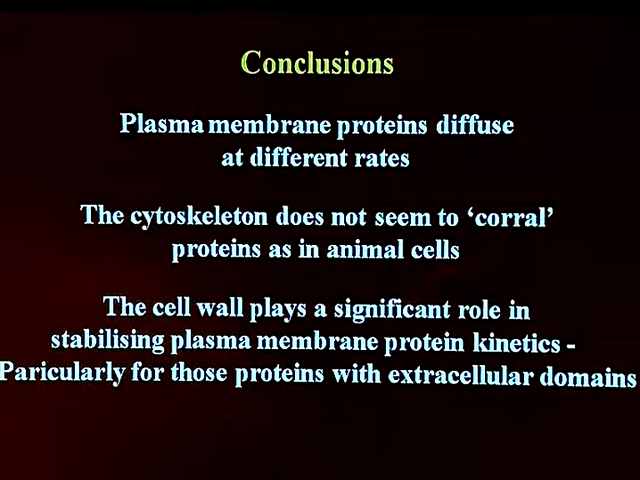 Conclusions
Plasma membrane proteins diffuse
at different rates
The cytoskeleton does not seem to ‘corral’
proteins as in animal cells
The cell wall plays a significant role in
stabilising plasma membrane protein kinetics -
Paricularly for those proteins with extracellular domains